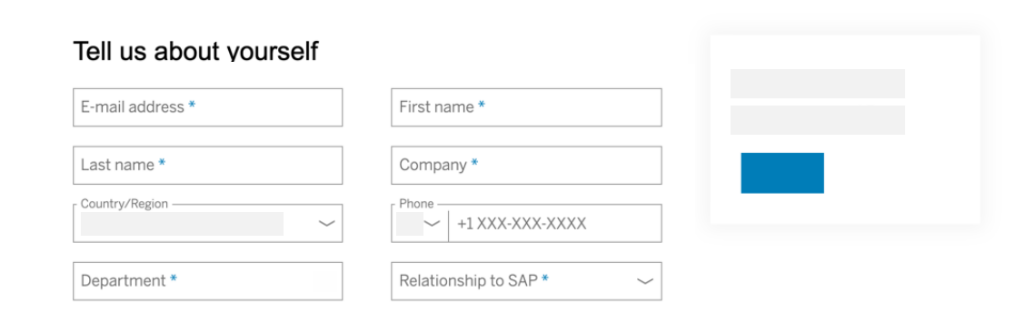 Tell us about yourself
E-mail address *
First name *
Last name *
Company *
Country/Region
Phone
+1 XXX-XXX-XXXX
Department *
Relationship to SAP *